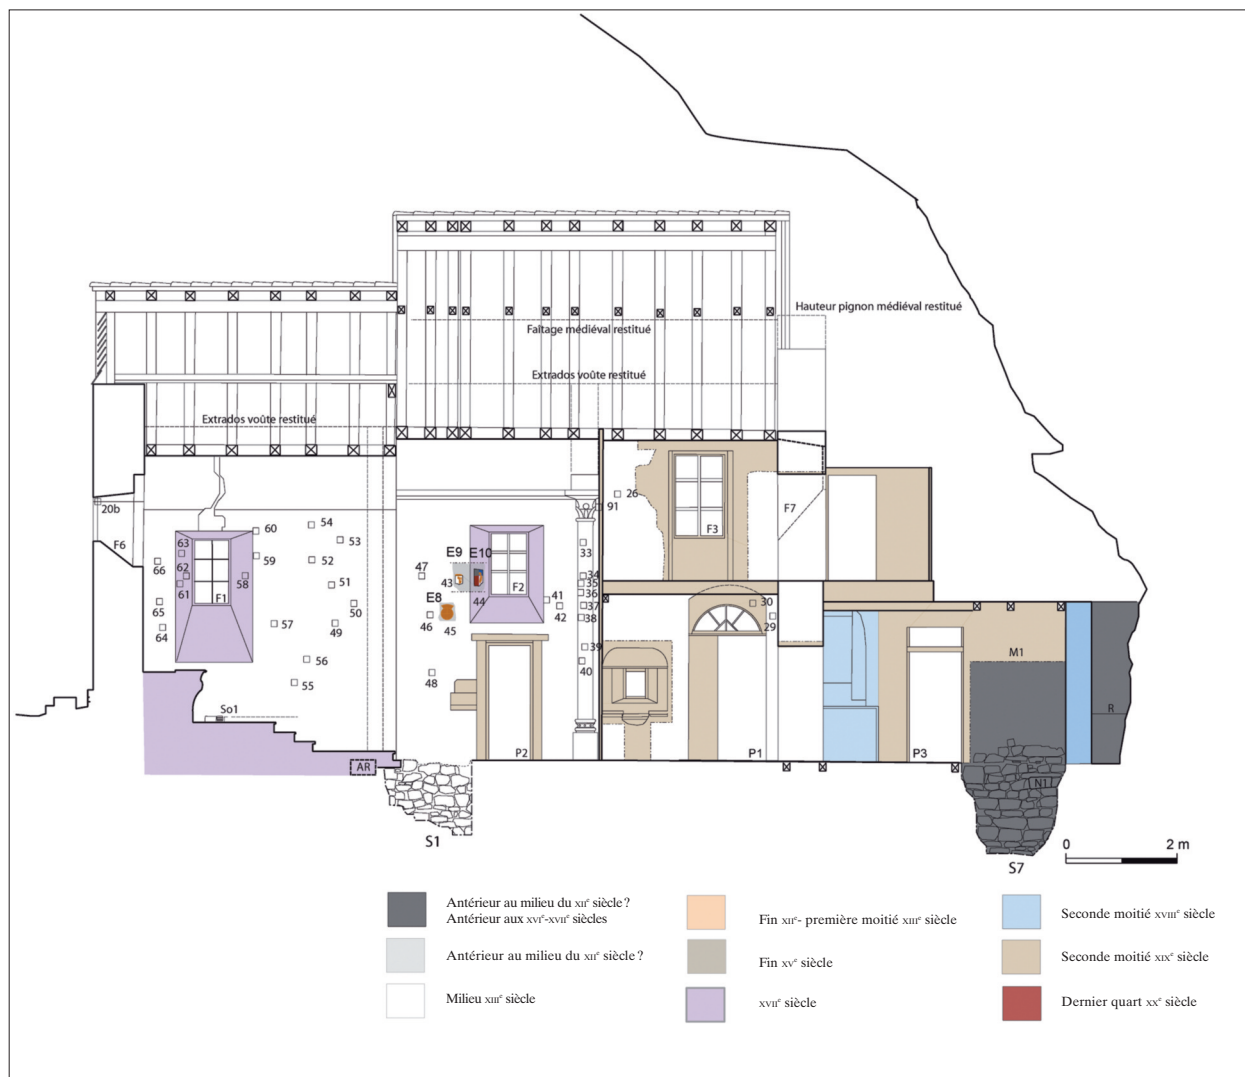 Hauteur pignon médiéval restitué
Faîtage médiéval restitué
Extrados voûte restitué
Extrados voûte restitué
20b
F6
60
54
53
63
59
52
66
62
58
51
61
F1
65
50
64
57
49
56
55
So1
AR
47
E9
E10
43
44
F2
E8
46
45
41
42
48
P2
S1
91
33
34
35
36
37
38
39
40
26
F3
F7
30
29
P1
P3
M1
R
N1
S7
0 2 m
Antérieur au milieu du XIIe siècle ?
Antérieur aux XVIe-XVIIe siècles
Antérieur au milieu du XIIe siècle ?
Milieu XIIIe siècle
Fin XIIe- première moitié XIIIe siècle
Fin XVe siècle
XVIIe siècle
Seconde moitié XVIIIe siècle
Seconde moitié XIXe siècle
Dernier quart XXe siècle